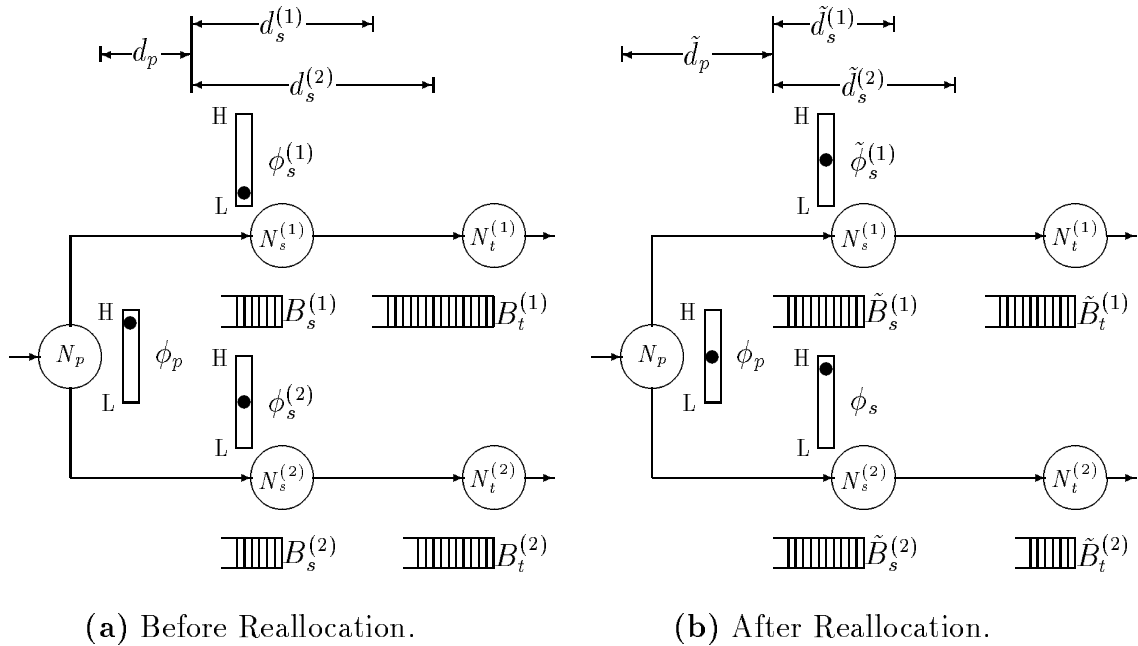 d_s^{(1)}
d_p
d_s^{(2)}
H
ϕ_s^{(1)}
L
N_s^{(1)} N_t^{(1)}
H
B_s^{(1)} B_t^{(1)}
N_p ϕ_p
H
L
ϕ_s^{(2)}
L
N_s^{(2)} N_t^{(2)}
B_s^{(2)} B_t^{(2)}
(a) Before Reallocation.
d̃_s^{(1)}
d̃_p
d̃_s^{(2)}
H
ϕ̃_s^{(1)}
L
N_s^{(1)} N_t^{(1)}
H
B̃_s^{(1)} B̃_t^{(1)}
N_p ϕ_p
H
L
ϕ_s
L
N_s^{(2)} N_t^{(2)}
B̃_s^{(2)} B̃_t^{(2)}
(b) After Reallocation.